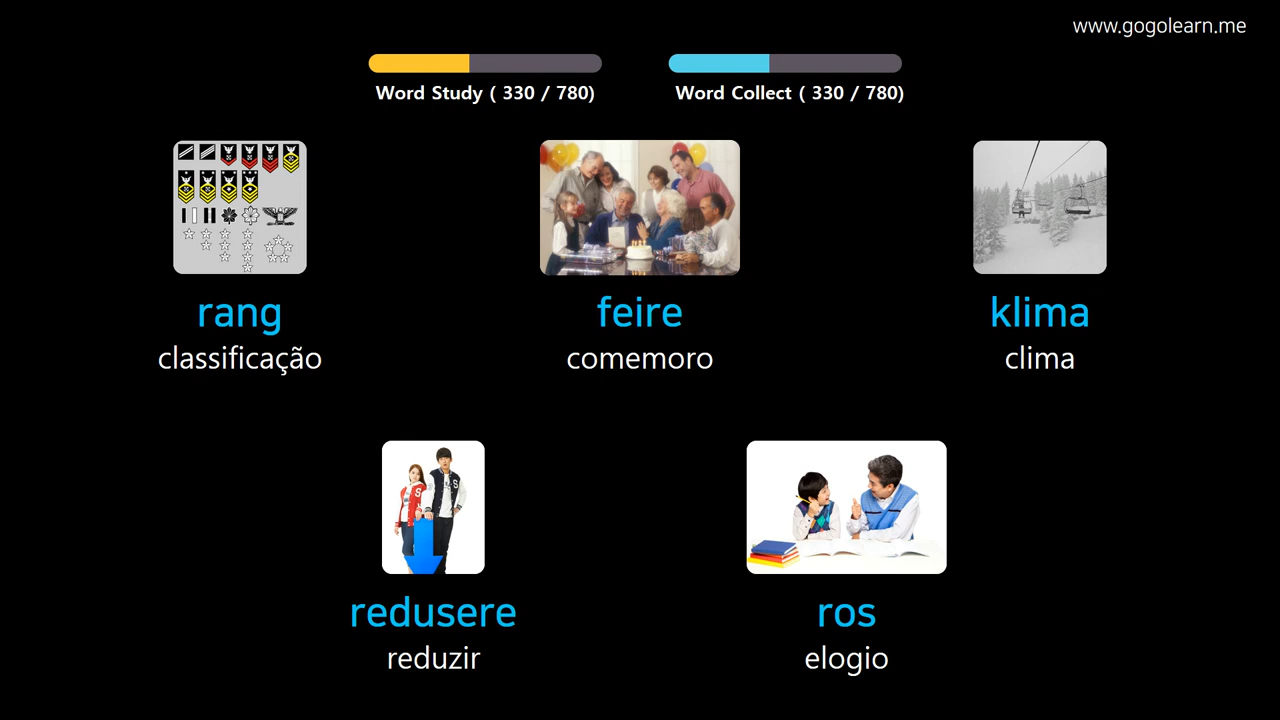 www.gogolearn.me
Word Study ( 330 / 780)
Word Collect ( 330 / 780)
rang
classificação
feire
comemoro
klima
clima
redusere
reduzir
ros
elogio